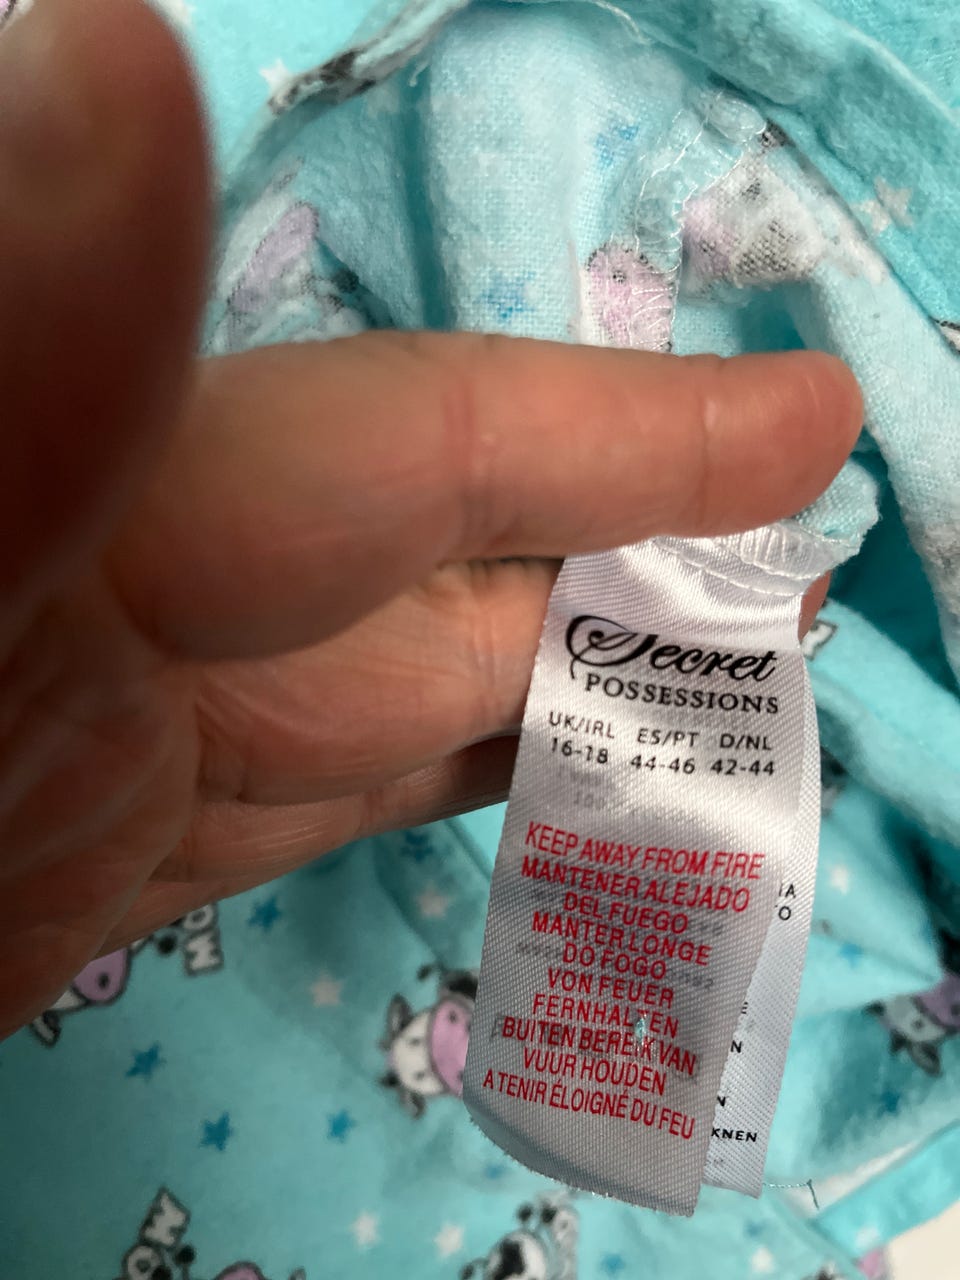 Secret
POSSESSIONS
UK/IRL ES/PT D/NL
16-18 44-46 42-44
KEEP AWAY FROM FIRE
MANTENER ALEJADO
DEL FUEGO
MANTER LONGE
DO FOGO
VON FEUER
FERNHALTEN
BUITEN BEREIK VAN
VUUR HOUDEN
A TENIR ÉLOIGNÉ DU FEU